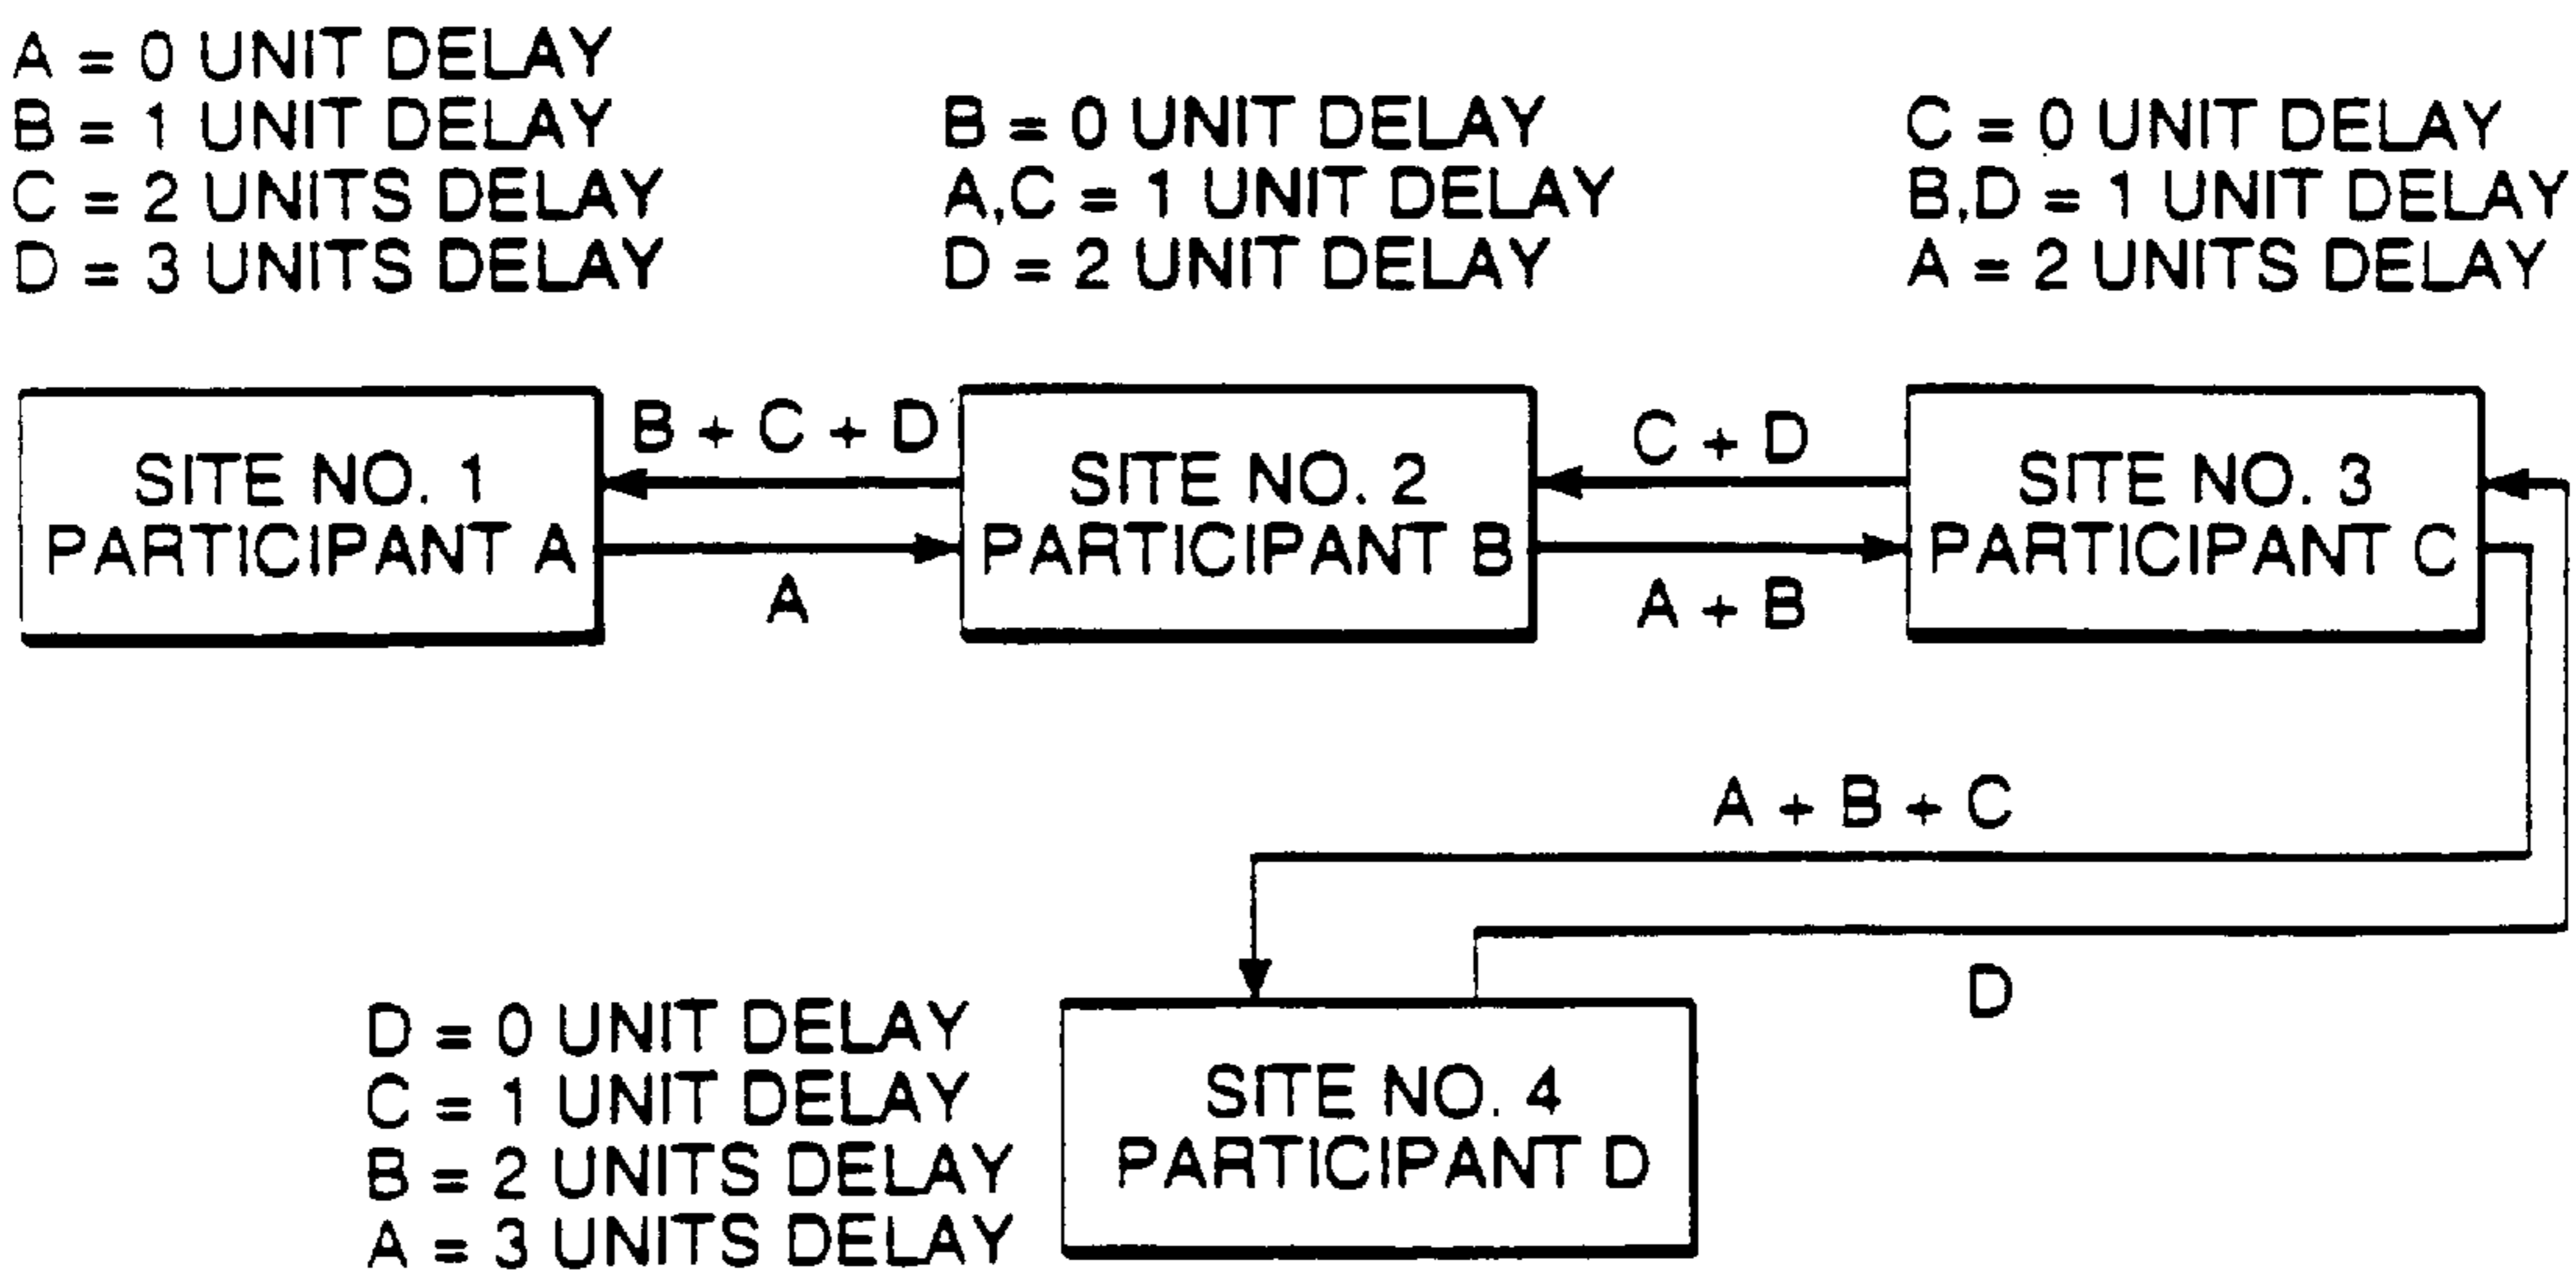 A = 0 UNIT DELAY
B = 1 UNIT DELAY
C = 2 UNITS DELAY
D = 3 UNITS DELAY
B = 0 UNIT DELAY
A,C = 1 UNIT DELAY
D = 2 UNIT DELAY
C = 0 UNIT DELAY
B,D = 1 UNIT DELAY
A = 2 UNITS DELAY
SITE NO. 1
PARTICIPANT A
B + C + D
A
SITE NO. 2
PARTICIPANT B
C + D
A + B
SITE NO. 3
PARTICIPANT C
A + B + C
D
D = 0 UNIT DELAY
C = 1 UNIT DELAY
B = 2 UNITS DELAY
A = 3 UNITS DELAY
SITE NO. 4
PARTICIPANT D